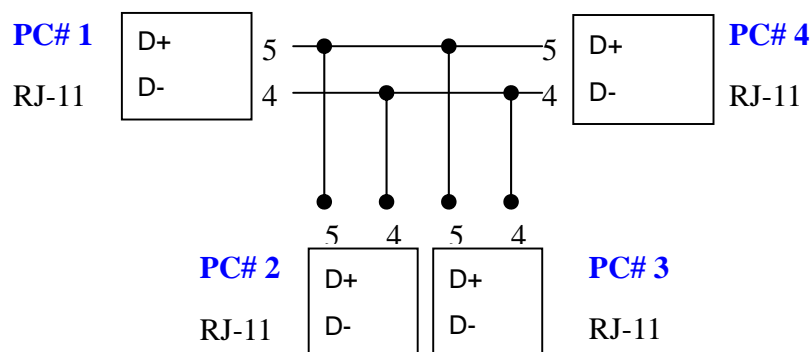 PC# 1 D+ 5 5 D+ PC# 4
RJ-11 D- 4 4 D- RJ-11
5 4 5 4
PC# 2 D+ D+ PC# 3
RJ-11 D- D- RJ-11